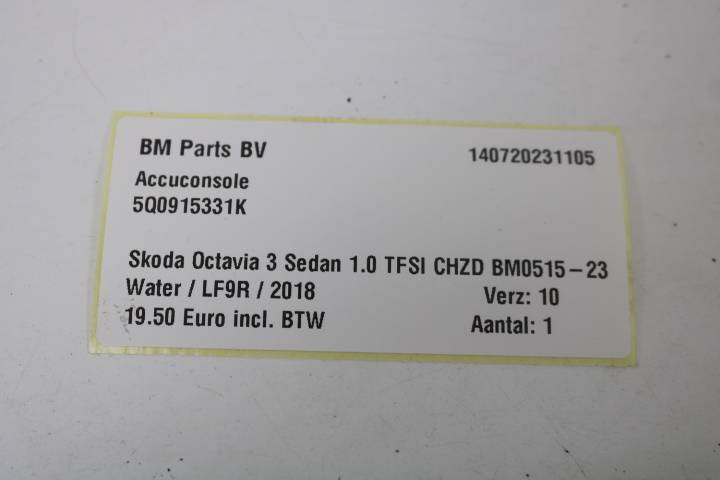 BM Parts BV 140720231105
Accuconsole
5Q0915331K
Skoda Octavia 3 Sedan 1.0 TFSI CHZD BM0515-23
Water / LF9R / 2018 Verz: 10
19.50 Euro incl. BTW Aantal: 1